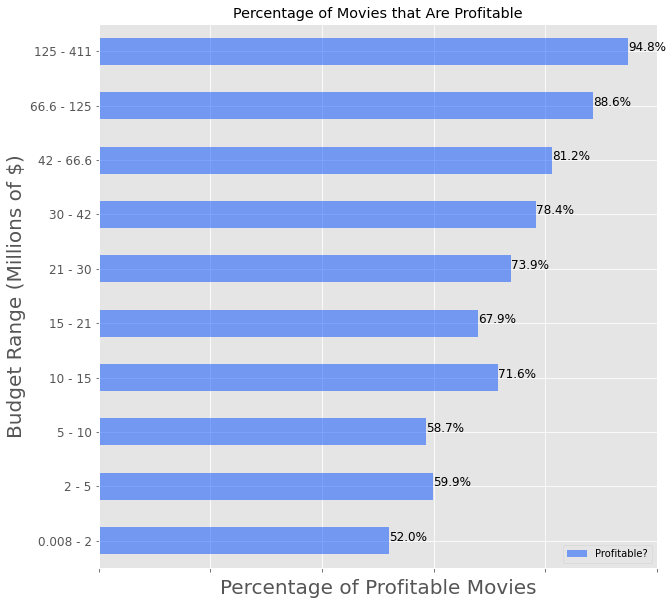 Percentage of Movies that Are Profitable
Budget Range (Millions of $)
125 - 411
94.8%
66.6 - 125
88.6%
42 - 66.6
81.2%
30 - 42
78.4%
21 - 30
73.9%
15 - 21
67.9%
10 - 15
71.6%
5 - 10
58.7%
2 - 5
59.9%
0.008 - 2
52.0%
Profitable?
Percentage of Profitable Movies